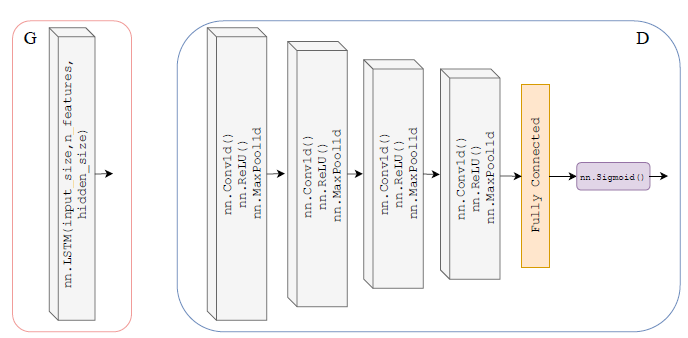 G
nn.LSTM(input_size,n_features,
hidden_size)
D
nn.Conv1d()
nn.ReLU()
nn.MaxPool1d
nn.Conv1d()
nn.ReLU()
nn.MaxPool1d
nn.Conv1d()
nn.ReLU()
nn.MaxPool1d
nn.Conv1d()
nn.ReLU()
nn.MaxPool1d
Fully Connected
nn.Sigmoid()